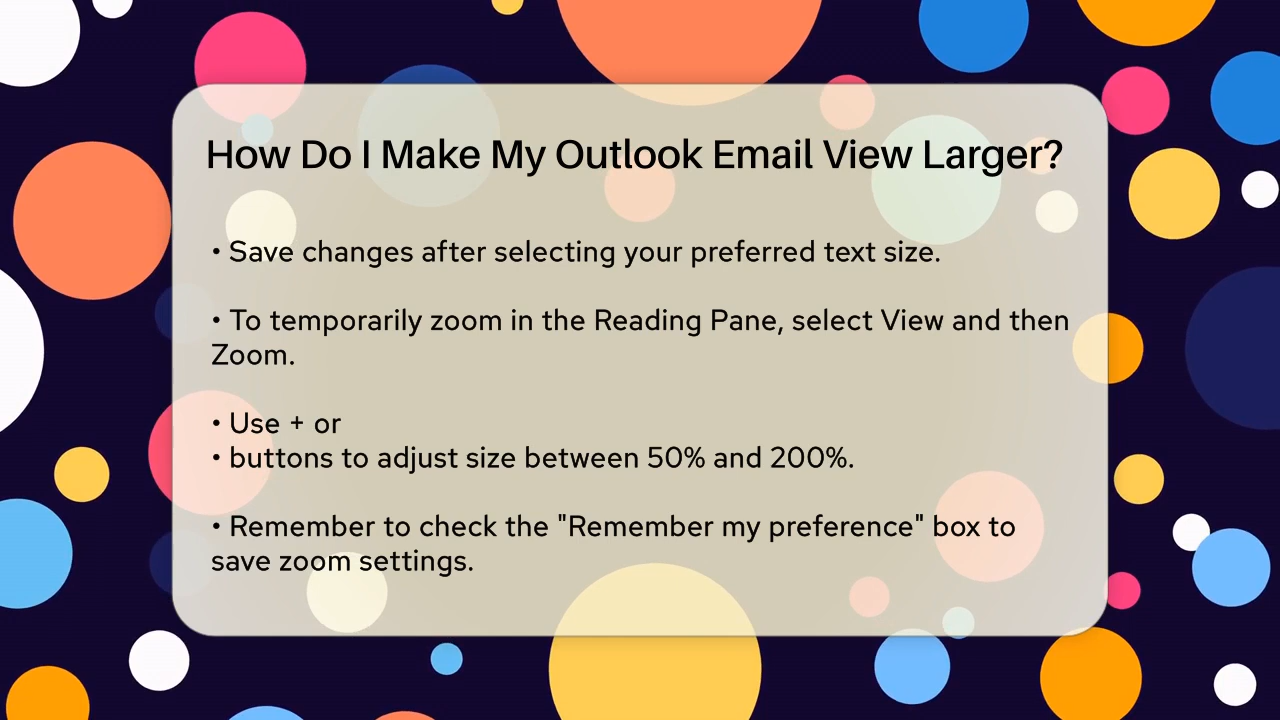 How Do I Make My Outlook Email View Larger?
• Save changes after selecting your preferred text size.
• To temporarily zoom in the Reading Pane, select View and then
Zoom.
• Use + or
• buttons to adjust size between 50% and 200%.
• Remember to check the "Remember my preference" box to
save zoom settings.